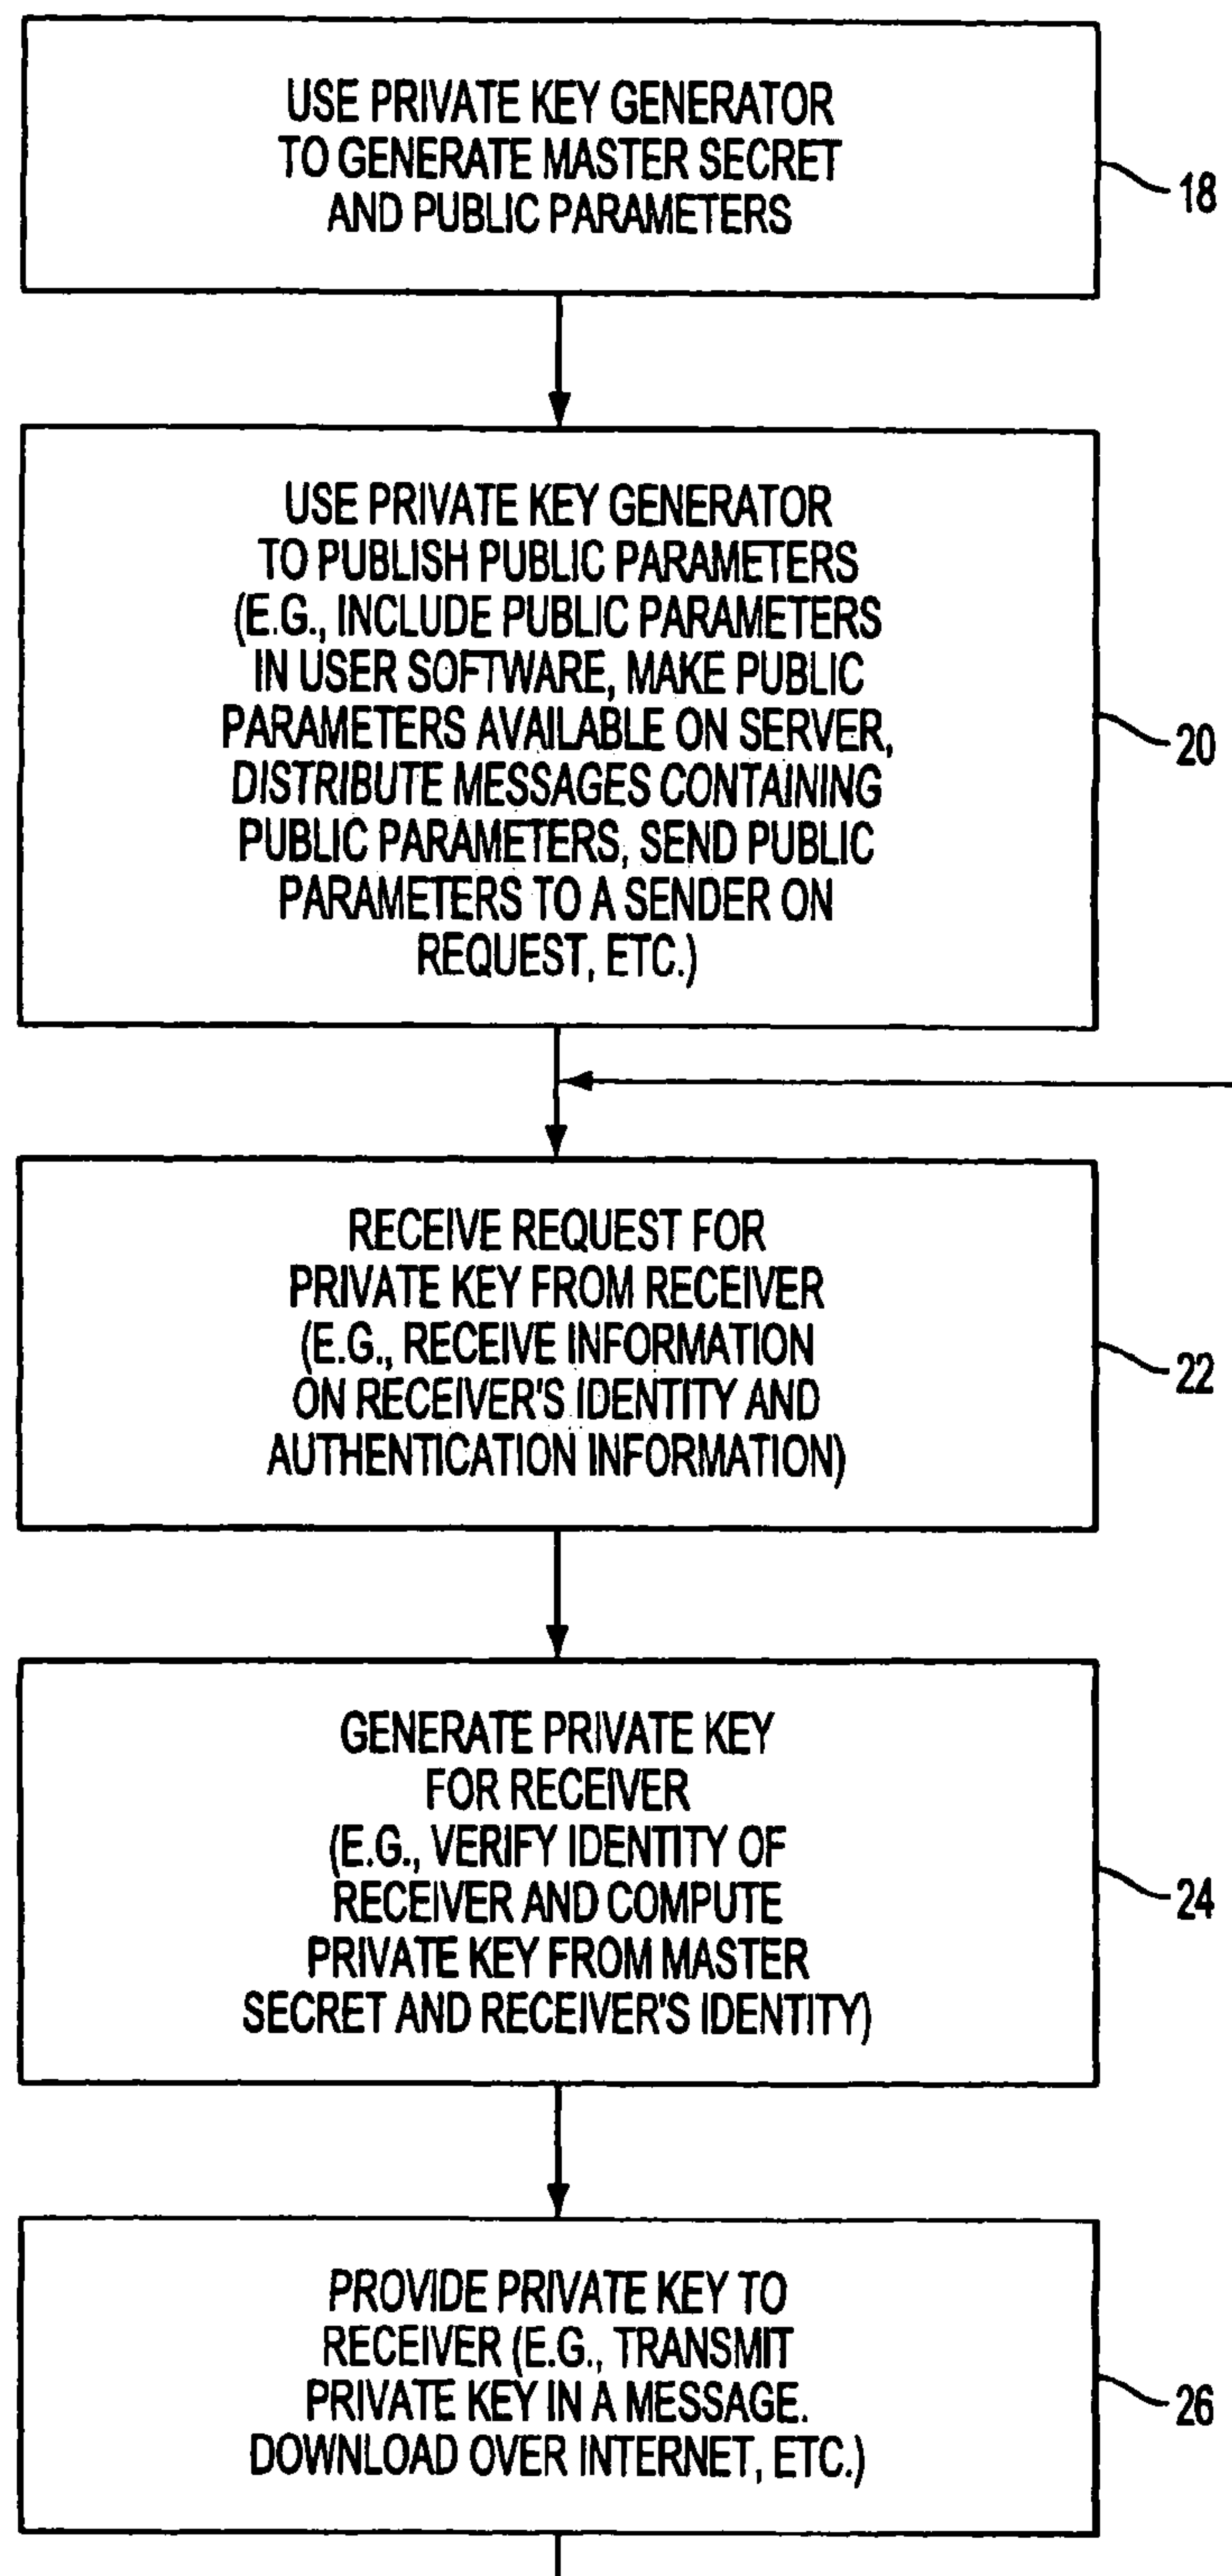 USE PRIVATE KEY GENERATOR
TO GENERATE MASTER SECRET
AND PUBLIC PARAMETERS
18
USE PRIVATE KEY GENERATOR
TO PUBLISH PUBLIC PARAMETERS
(E.G., INCLUDE PUBLIC PARAMETERS
IN USER SOFTWARE, MAKE PUBLIC
PARAMETERS AVAILABLE ON SERVER,
DISTRIBUTE MESSAGES CONTAINING
PUBLIC PARAMETERS, SEND PUBLIC
PARAMETERS TO A SENDER ON
REQUEST, ETC.)
20
RECEIVE REQUEST FOR
PRIVATE KEY FROM RECEIVER
(E.G., RECEIVE INFORMATION
ON RECEIVER'S IDENTITY AND
AUTHENTICATION INFORMATION)
22
GENERATE PRIVATE KEY
FOR RECEIVER
(E.G., VERIFY IDENTITY OF
RECEIVER AND COMPUTE
PRIVATE KEY FROM MASTER
SECRET AND RECEIVER'S IDENTITY)
24
PROVIDE PRIVATE KEY TO
RECEIVER (E.G., TRANSMIT
PRIVATE KEY IN A MESSAGE.
DOWNLOAD OVER INTERNET, ETC.)
26